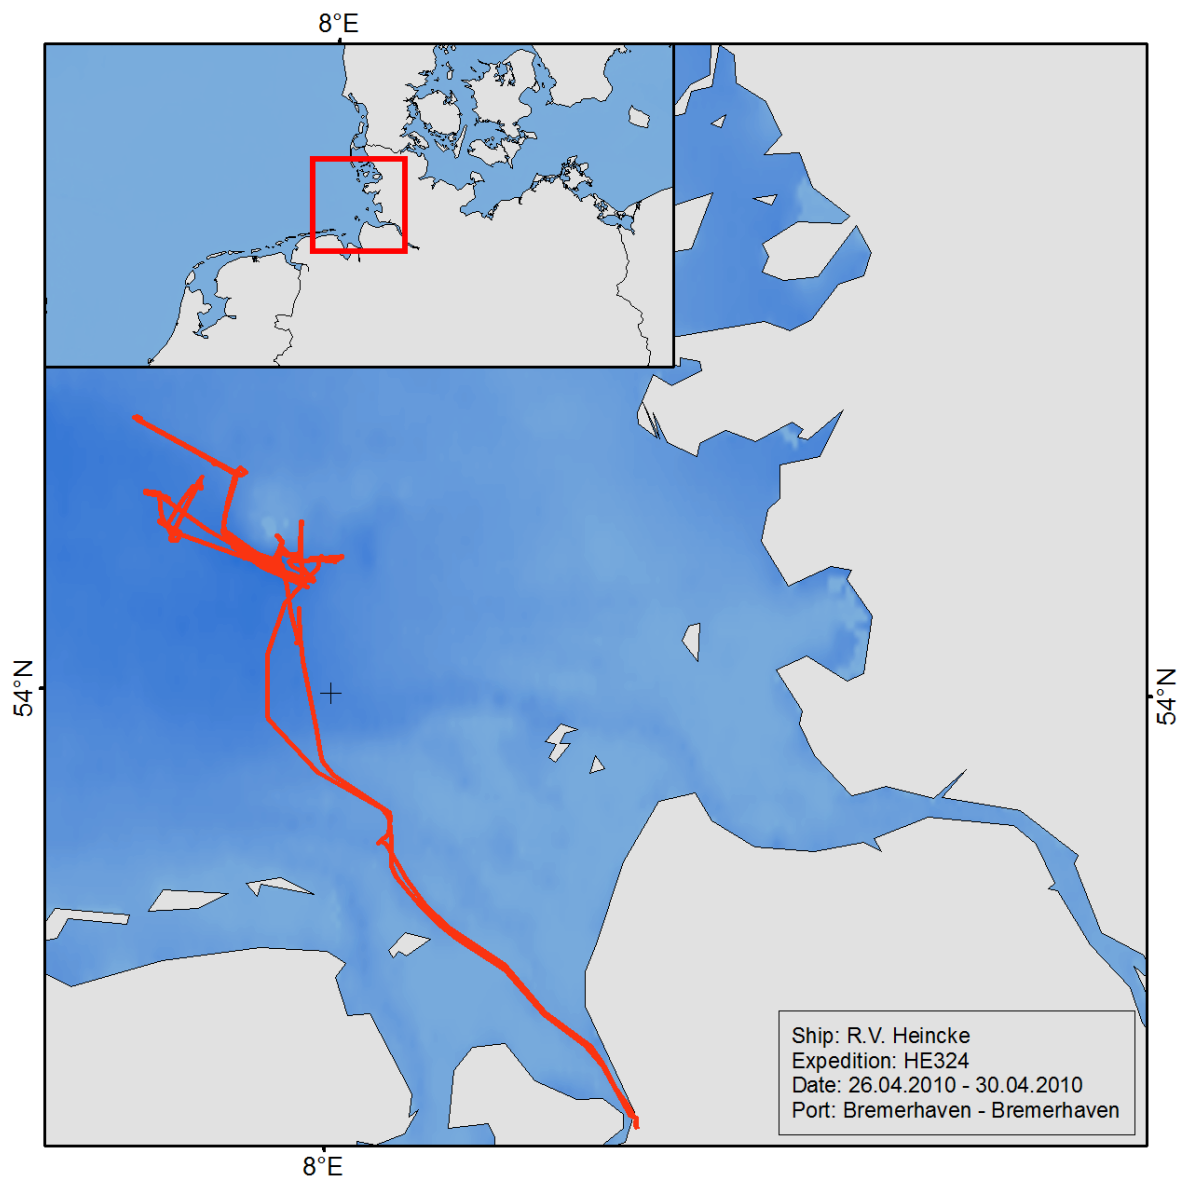 8°E
54°N
54°N
Ship: R.V. Heincke
Expedition: HE324
Date: 26.04.2010 - 30.04.2010
Port: Bremerhaven - Bremerhaven
8°E